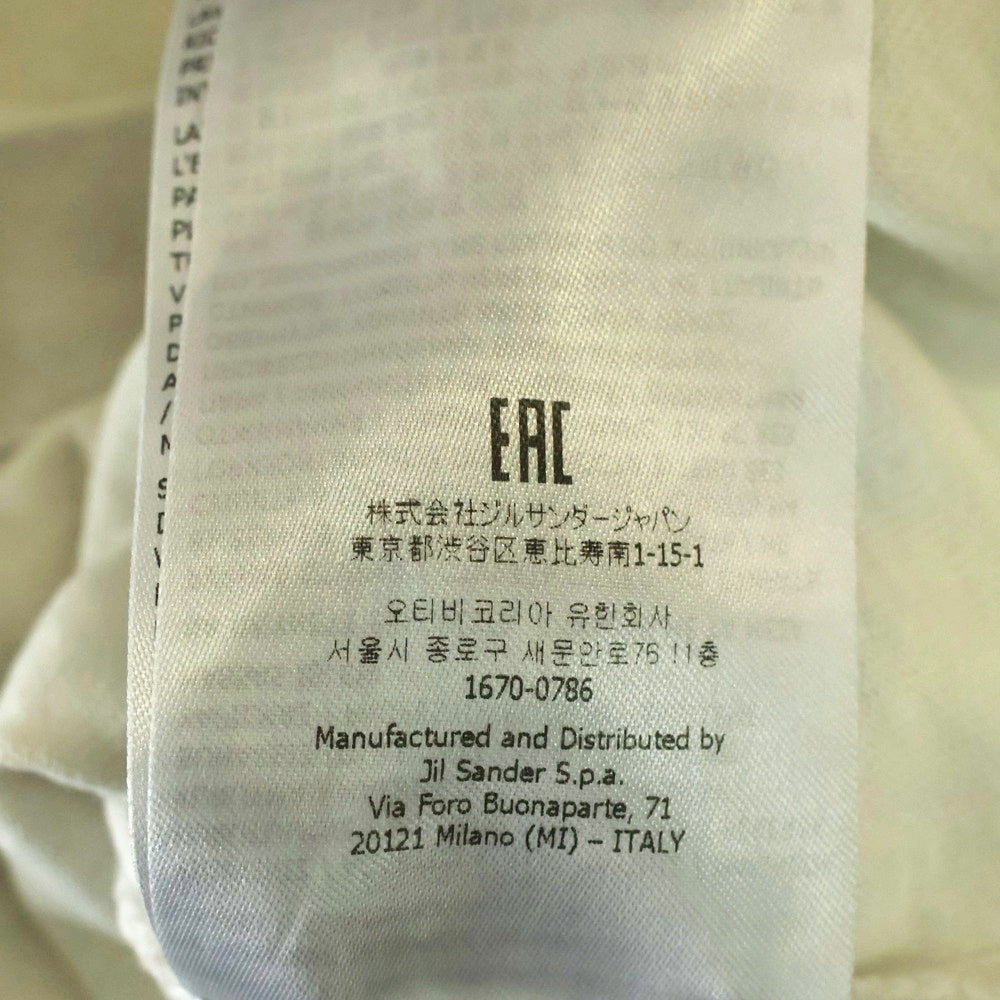 EAC
株式会社ジルサンダージャパン
東京都渋谷区恵比寿南1-15-1
오티비코리아 유한회사
서울시 종로구 새문안로76 11층
1670-0786
Manufactured and Distributed by
Jil Sander S.p.a.
Via Foro Buonaparte, 71
20121 Milano (MI) – ITALY